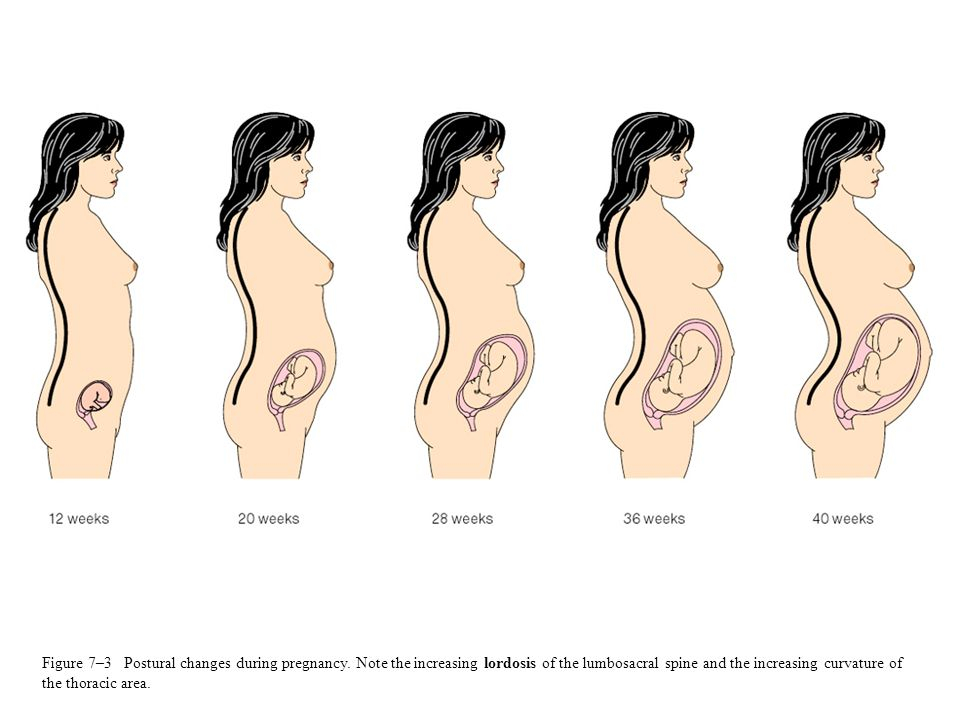 12 weeks
20 weeks
28 weeks
36 weeks
40 weeks
Figure 7–3 Postural changes during pregnancy. Note the increasing lordosis of the lumbosacral spine and the increasing curvature of
the thoracic area.